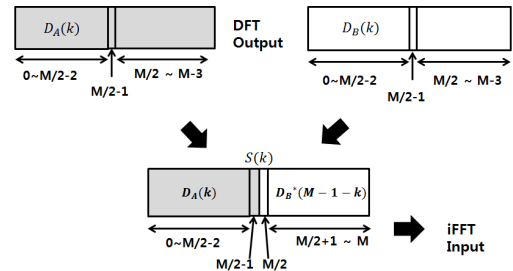 D_A(k)
DFT
Output
D_B(k)
0~M/2-2
M/2 ~ M-3
0~M/2-2
M/2 ~ M-3
M/2-1
M/2-1
S(k)
D_A(k)
D_B*(M − 1 − k)
0~M/2-2
M/2+1 ~ M
iFFT
Input
M/2-1
M/2